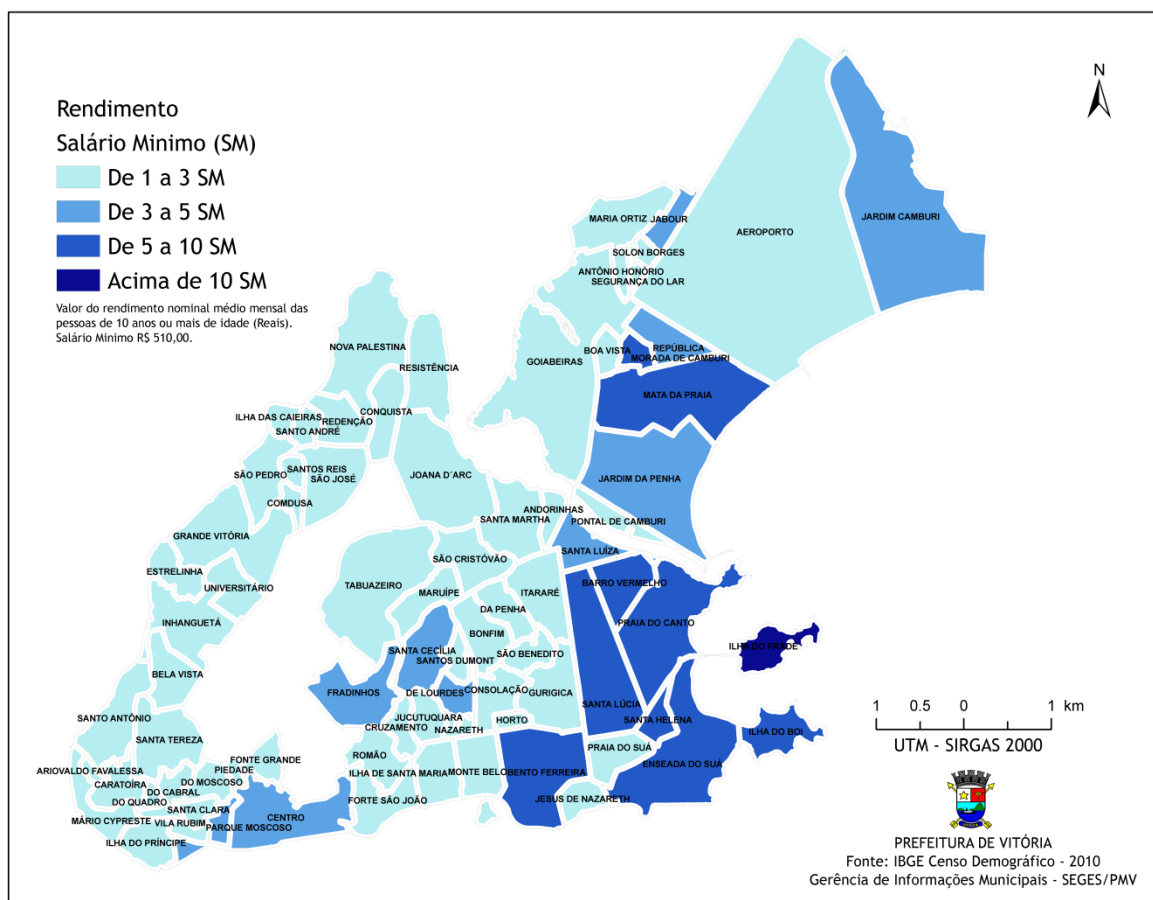 Rendimento
Salário Minimo (SM)
De 1 a 3 SM
De 3 a 5 SM
De 5 a 10 SM
Acima de 10 SM
Valor do rendimento nominal médio mensal das
pessoas de 10 anos ou mais de idade (Reais).
Salário Minimo R$ 510,00.
N
MARIA ORTIZ
JABOUR
JARDIM CAMBURI
AEROPORTO
SOLON BORGES
ANTÔNIO HONÓRIO
SEGURANÇA DO LAR
NOVA PALESTINA
RESISTÊNCIA
GOIABEIRAS
BOA VISTA
REPÚBLICA
MORADA DE CAMBURI
MATA DA PRAIA
ILHA DAS CAIEIRAS
REDENÇÃO
CONQUISTA
SANTO ANDRÉ
SÃO PEDRO
SANTOS REIS
SÃO JOSÉ
JOANA D´ARC
JARDIM DA PENHA
COMDUSA
ANDORINHAS
SANTA MARTHA
PONTAL DE CAMBURI
GRANDE VITÓRIA
SANTA LUÍZA
SÃO CRISTÓVÃO
ESTRELINHA
UNIVERSITÁRIO
TABUAZEIRO
MARUÍPE
ITARARÉ
BARRO VERMELHO
DA PENHA
INHANGUETÁ
PRAIA DO CANTO
BONFIM
SANTA CECÍLIA
SANTOS DUMONT
SÃO BENEDITO
ILHA DO FRADE
BELA VISTA
FRADINHOS
DE LOURDES
CONSOLAÇÃO
GURIGICA
SANTA LÚCIA
SANTO ANTÔNIO
JUCUTUQUARA
CRUZAMENTO
NAZARETH
HORTO
SANTA HELENA
ILHA DO BOI
SANTA TEREZA
PRAIA DO SUÁ
FONTE GRANDE
ROMÃO
ENSEADA DO SUÁ
ARIOVALDO FAVALESSA
PIEDADE
ILHA DE SANTA MARIA
MONTE BELO
BENTO FERREIRA
CARATOÍRA
DO MOSCOSO
DO CABRAL
DO QUADRO
SANTA CLARA
FORTE SÃO JOÃO
JESUS DE NAZARETH
MÁRIO CYPRESTE
VILA RUBIM
PARQUE MOSCOSO
CENTRO
ILHA DO PRÍNCIPE
1 0.5 0 1 km
UTM - SIRGAS 2000
PREFEITURA DE VITÓRIA
Fonte: IBGE Censo Demográfico - 2010
Gerência de Informações Municipais - SEGES/PMV